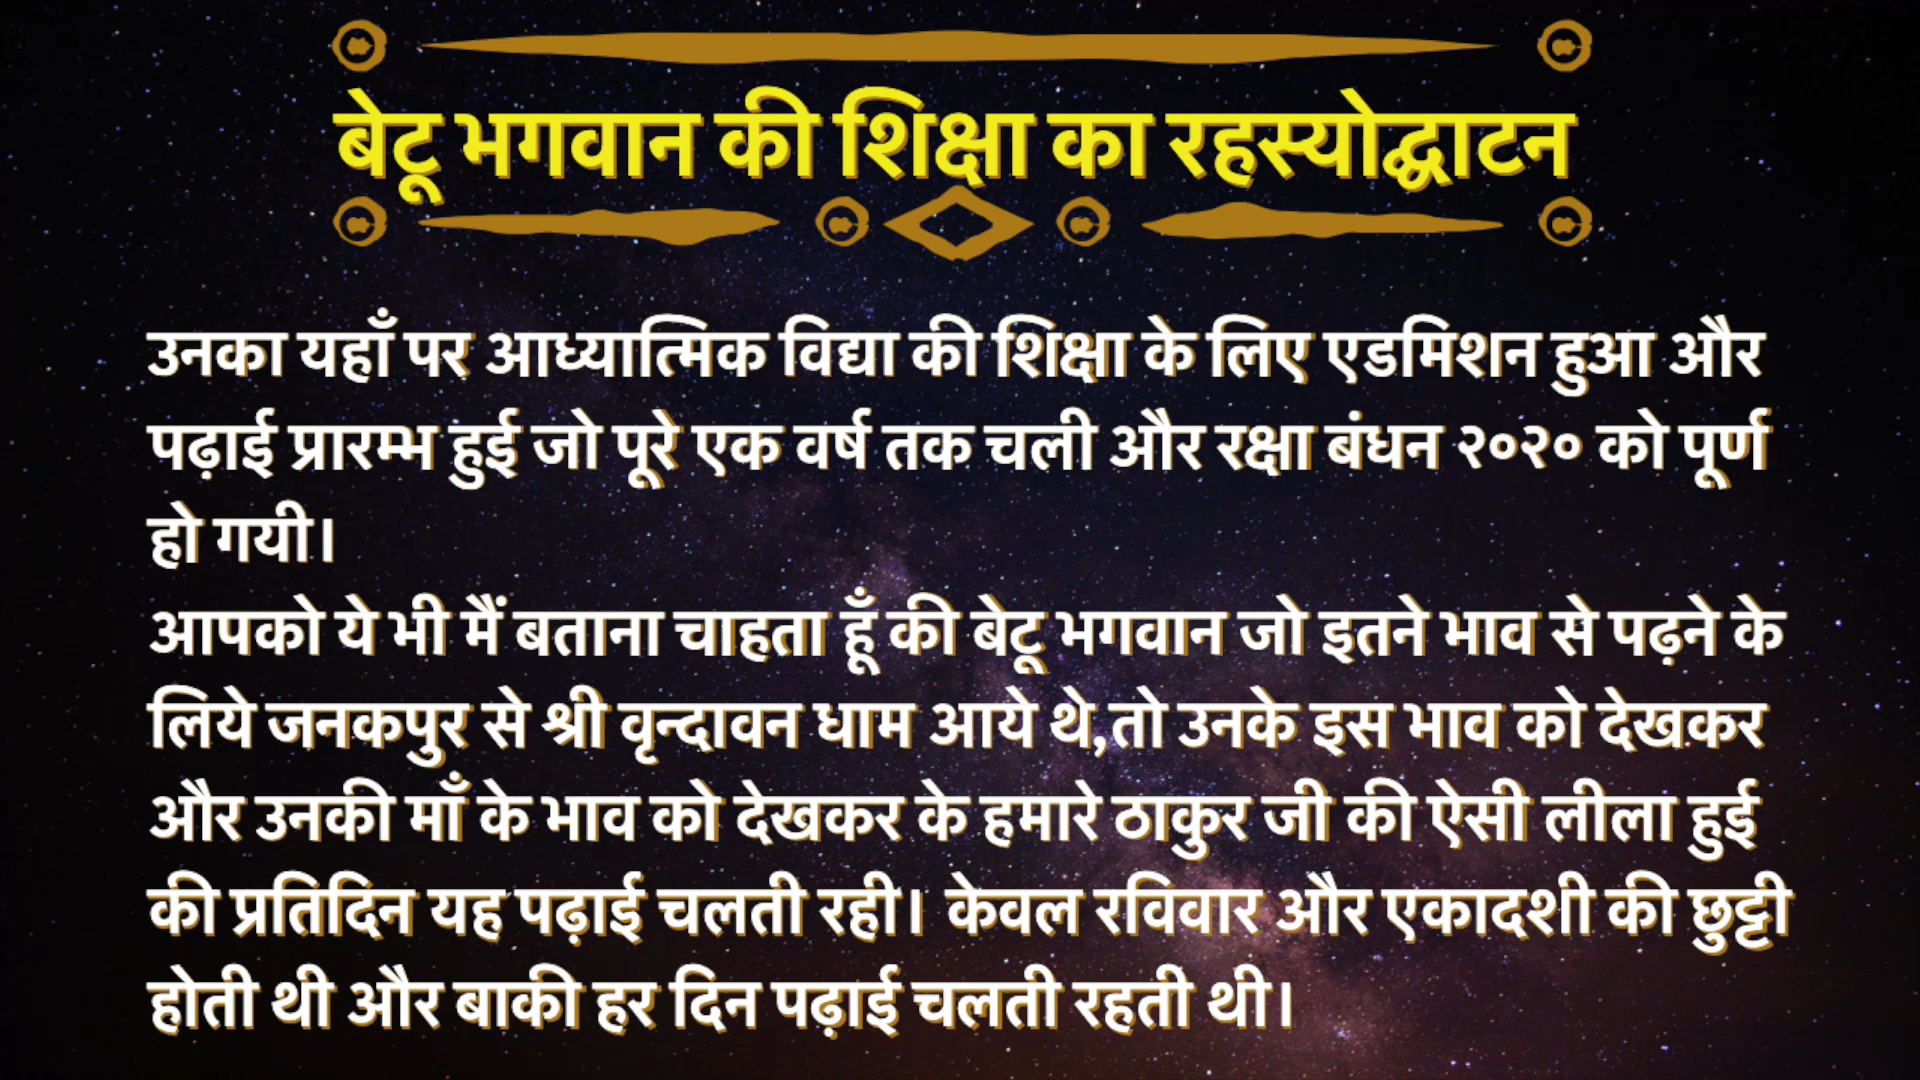 बेटू भगवान की शिक्षा का रहस्योद्घाटन
उनका यहाँ पर आध्यात्मिक विद्या की शिक्षा के लिए एडमिशन हुआ और
पढ़ाई प्रारम्भ हुई जो पूरे एक वर्ष तक चली और रक्षा बंधन २०२० को पूर्ण
हो गयी।
आपको ये भी मैं बताना चाहता हूँ की बेटू भगवान जो इतने भाव से पढ़ने के
लिये जनकपुर से श्री वृन्दावन धाम आये थे,तो उनके इस भाव को देखकर
और उनकी माँ के भाव को देखकर के हमारे ठाकुर जी की ऐसी लीला हुई
की प्रतिदिन यह पढ़ाई चलती रही। केवल रविवार और एकादशी की छुट्टी
होती थी और बाकी हर दिन पढ़ाई चलती रहती थी।